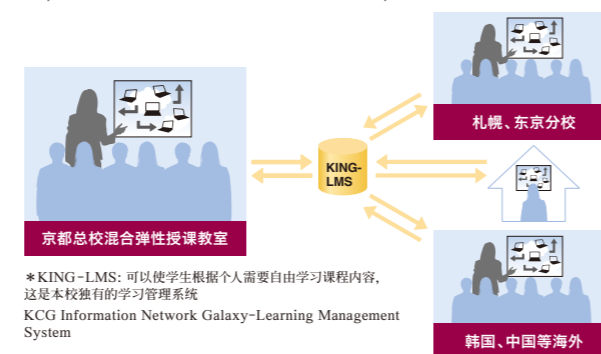 札幌、东京分校
KING-
LMS
京都总校混合弹性授课教室
＊KING-LMS: 可以使学生根据个人需要自由学习课程内容,
这是本校独有的学习管理系统
KCG Information Network Galaxy-Learning Management
System
韩国、中国等海外